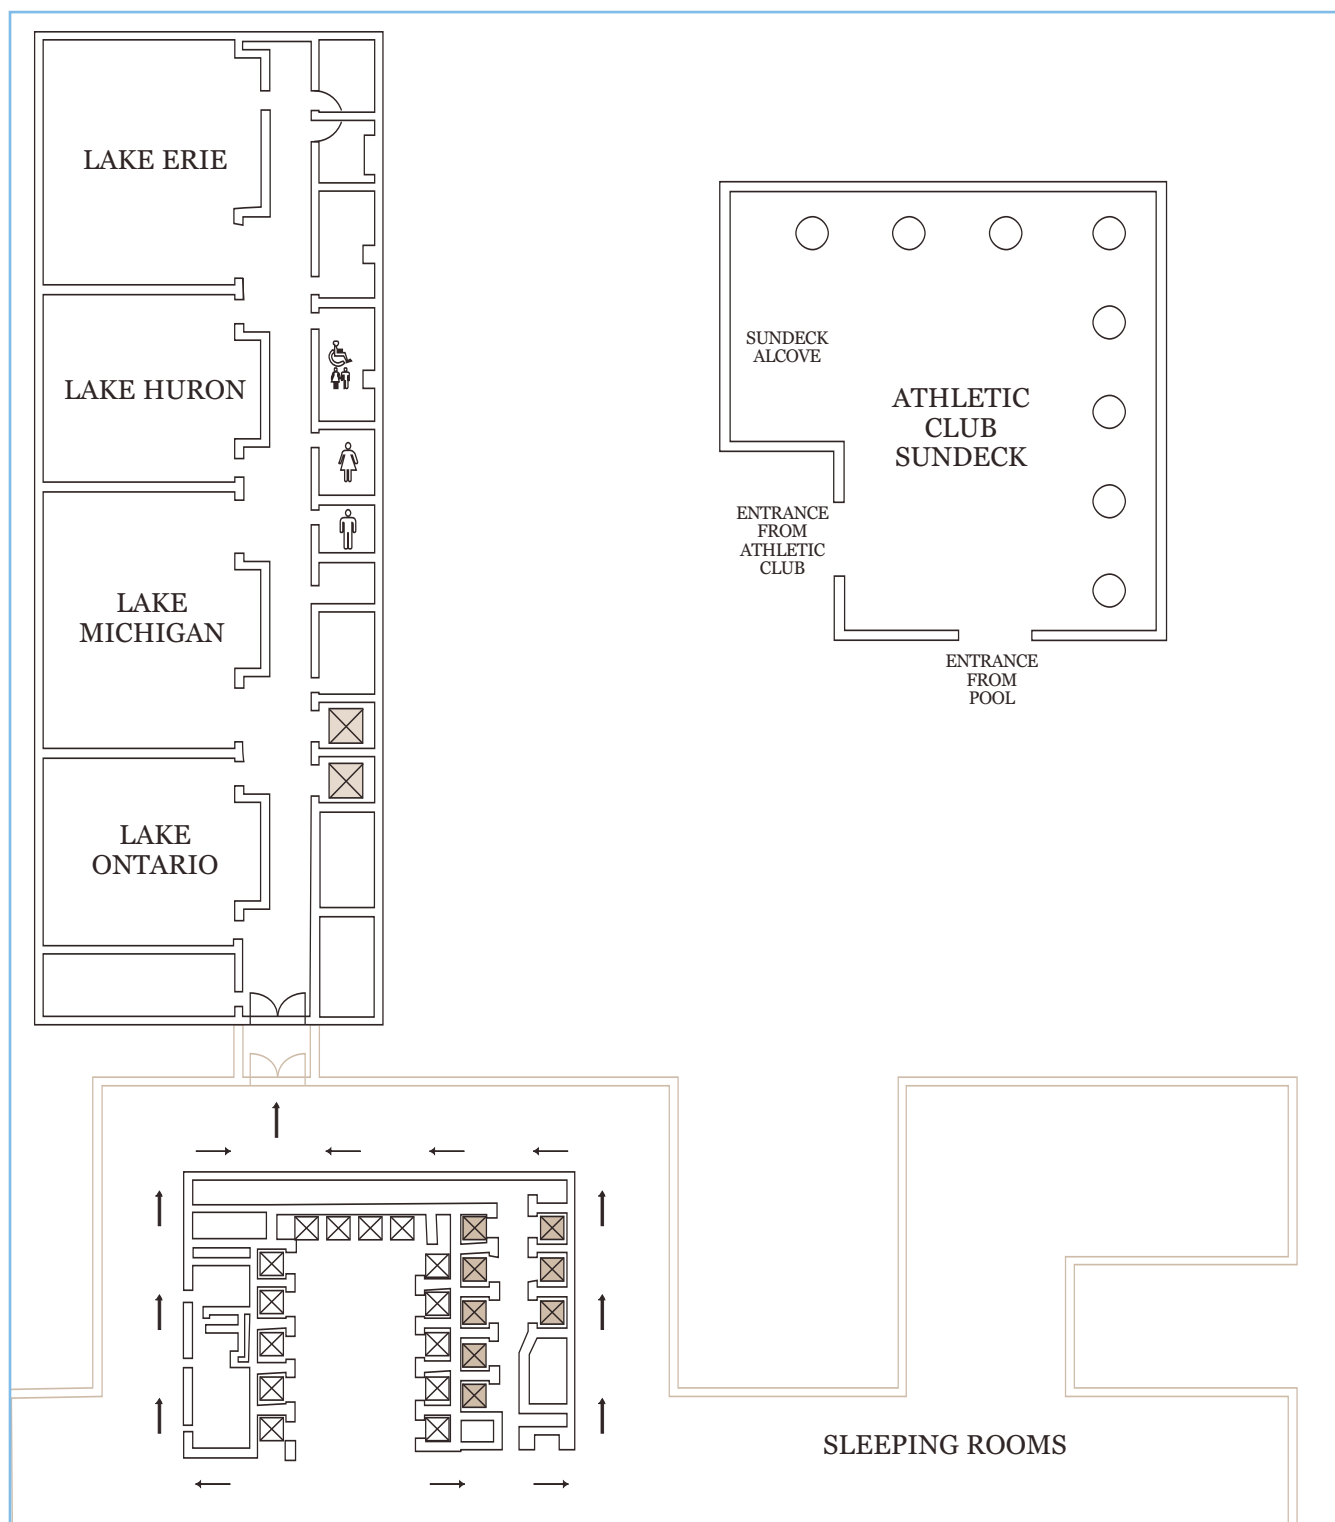 LAKE ERIE
LAKE HURON
LAKE
MICHIGAN
LAKE
ONTARIO
SUNDECK
ALCOVE
ATHLETIC
CLUB
SUNDECK
ENTRANCE
FROM
ATHLETIC
CLUB
ENTRANCE
FROM
POOL
SLEEPING ROOMS